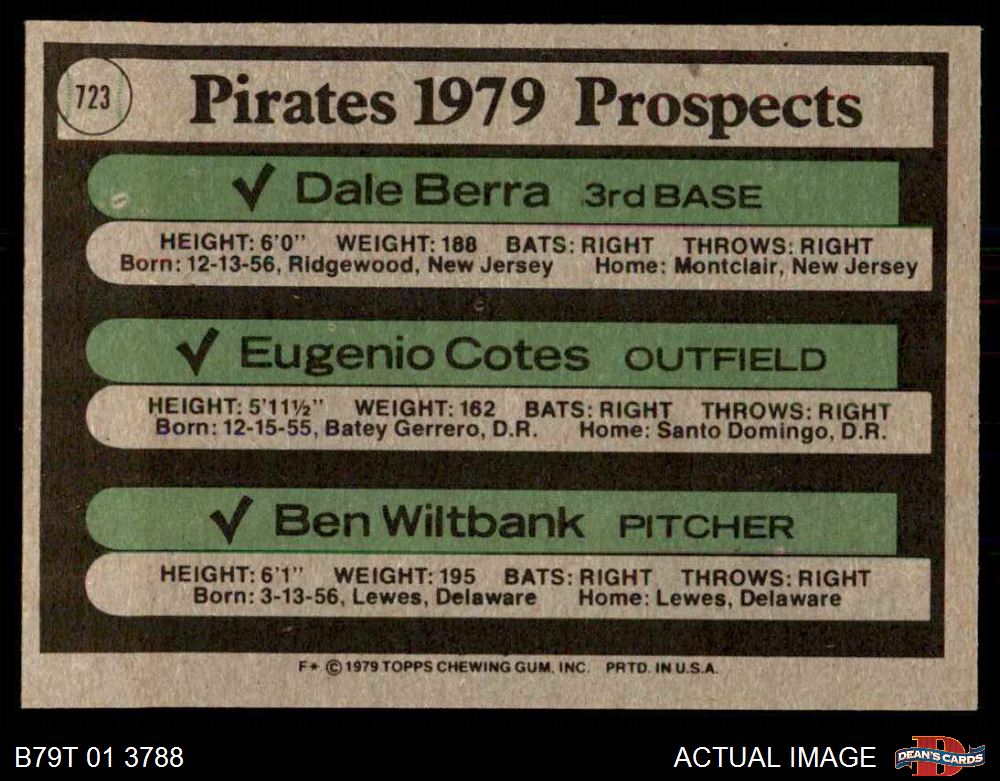 723
Pirates 1979 Prospects
✓ Dale Berra 3rd BASE
HEIGHT: 6'0" WEIGHT: 188 BATS: RIGHT THROWS: RIGHT
Born: 12-13-56, Ridgewood, New Jersey Home: Montclair, New Jersey
✓ Eugenio Cotes OUTFIELD
HEIGHT: 5'11½" WEIGHT: 162 BATS: RIGHT THROWS: RIGHT
Born: 12-15-55, Batey Gerrero, D.R. Home: Santo Domingo, D.R.
✓ Ben Wiltbank PITCHER
HEIGHT: 6'1" WEIGHT: 195 BATS: RIGHT THROWS: RIGHT
Born: 3-13-56, Lewes, Delaware Home: Lewes, Delaware
F* © 1979 TOPPS CHEWING GUM, INC. PRTD. IN U.S.A.
B79T 01 3788 ACTUAL IMAGE
D
DEAN'S CARDS